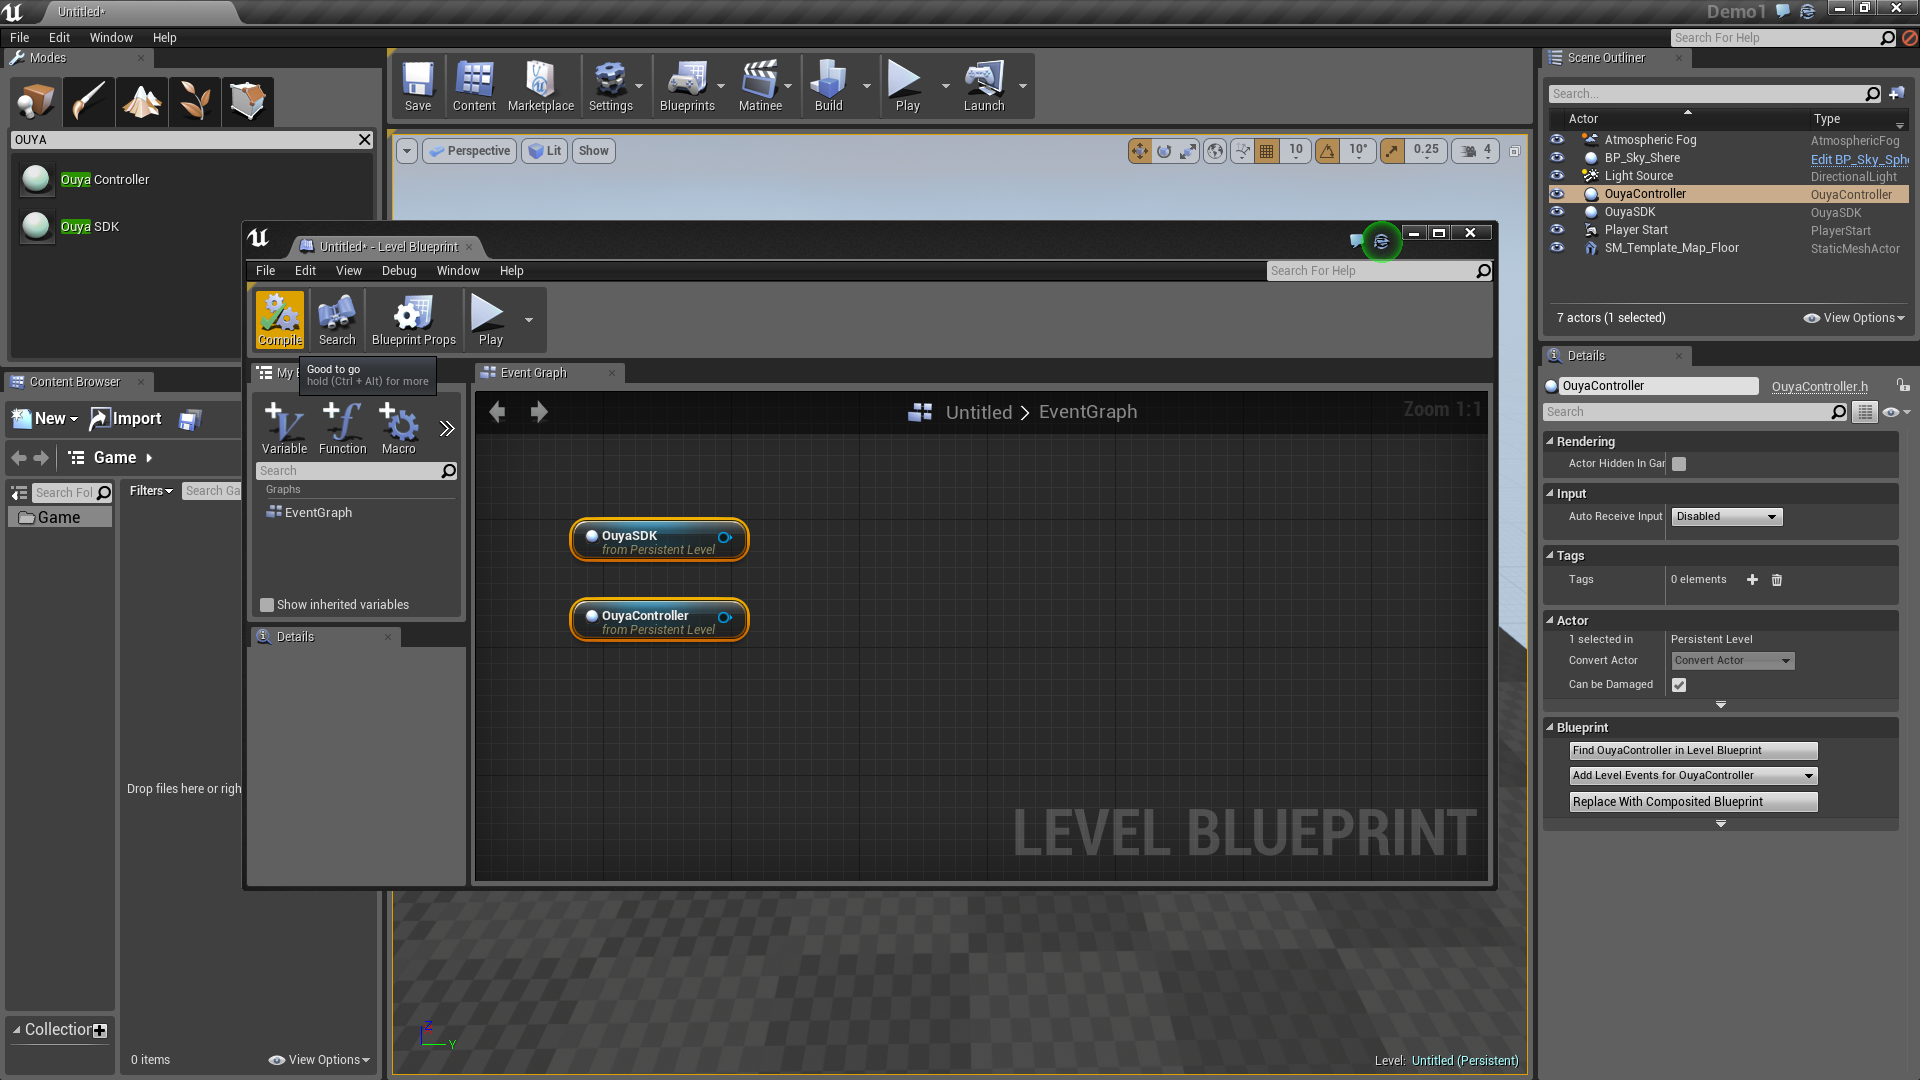 Untitled*
Demo1
File Edit Window Help
Search For Help
Modes
OUYA
Ouya Controller
Ouya SDK
Save
Content
Marketplace
Settings
Blueprints
Matinee
Build
Play
Launch
Perspective
Lit
Show
10
10°
0.25
4
Scene Outliner
Search...
Actor Type
Atmospheric Fog AtmosphericFog
BP_Sky_Shere Edit BP_Sky_Sph
Light Source DirectionalLight
OuyaController OuyaController
OuyaSDK OuyaSDK
Player Start PlayerStart
SM_Template_Map_Floor StaticMeshActor
7 actors (1 selected)
View Options
Untitled* - Level Blueprint
File Edit View Debug Window Help
Search For Help
Compile
Search
Blueprint Props
Play
Good to go
hold (Ctrl + Alt) for more
My B
Variable
Function
Macro
Search
Graphs
EventGraph
Show inherited variables
Details
Event Graph
Untitled > EventGraph
Zoom 1:1
OuyaSDK
from Persistent Level
OuyaController
from Persistent Level
LEVEL BLUEPRINT
Content Browser
New
Import
Game
Search Fol
Game
Filters
Search Ga
Drop files here or righ
Collection
0 items
View Options
Z
Y
Level: Untitled (Persistent)
Details
OuyaController
OuyaController.h
Search
Rendering
Actor Hidden In Gar
Input
Auto Receive Input Disabled
Tags
Tags 0 elements
Actor
1 selected in Persistent Level
Convert Actor Convert Actor
Can be Damaged
Blueprint
Find OuyaController in Level Blueprint
Add Level Events for OuyaController
Replace With Composited Blueprint